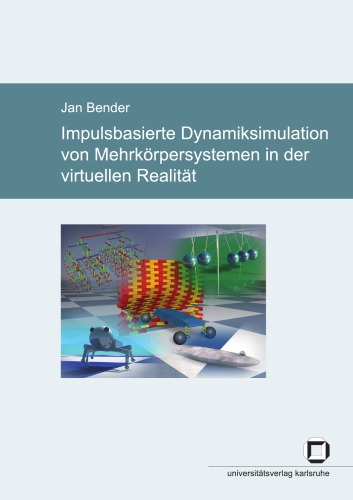 Jan Bender
Impulsbasierte Dynamiksimulation
von Mehrkörpersystemen in der
virtuellen Realität
universitätsverlag karlsruhe